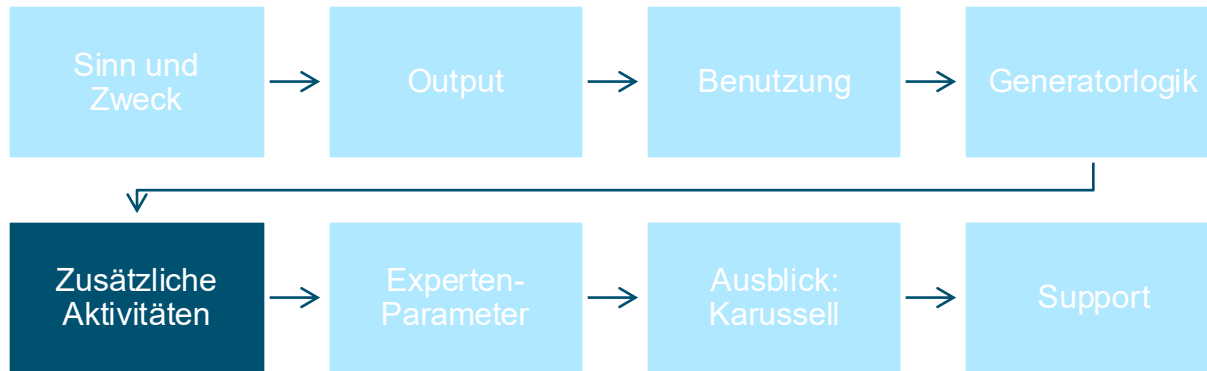 Sinn und
Zweck
Output
Benutzung
Generatorlogik
Zusätzliche
Aktivitäten
Experten-
Parameter
Ausblick:
Karussell
Support